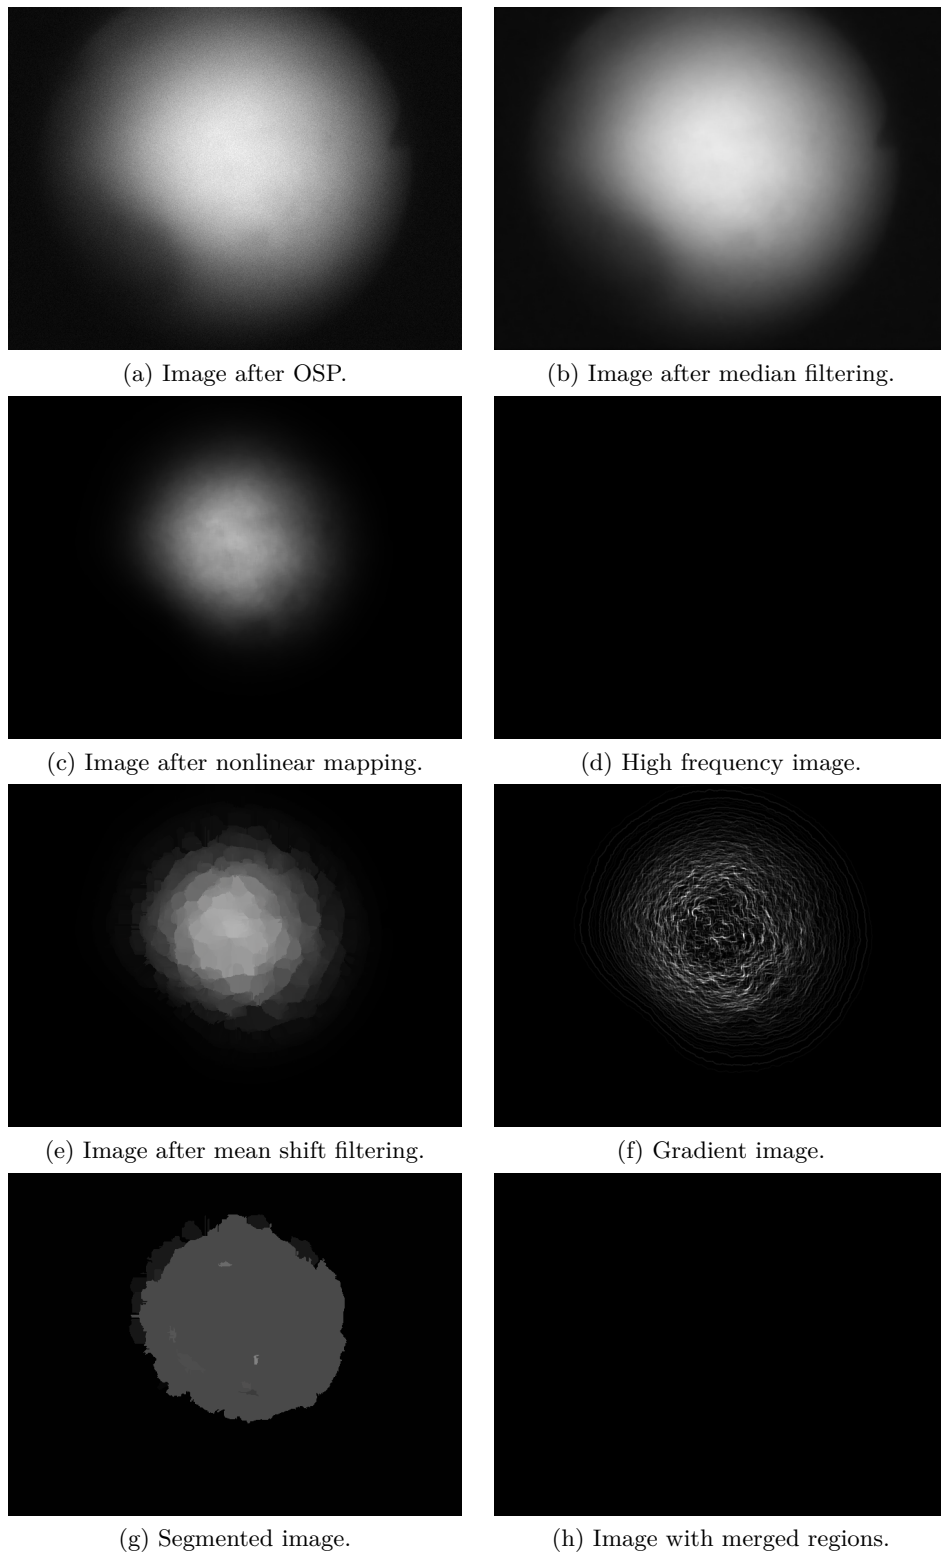 (a) Image after OSP.
(b) Image after median filtering.
(c) Image after nonlinear mapping.
(d) High frequency image.
(e) Image after mean shift filtering.
(f) Gradient image.
(g) Segmented image.
(h) Image with merged regions.